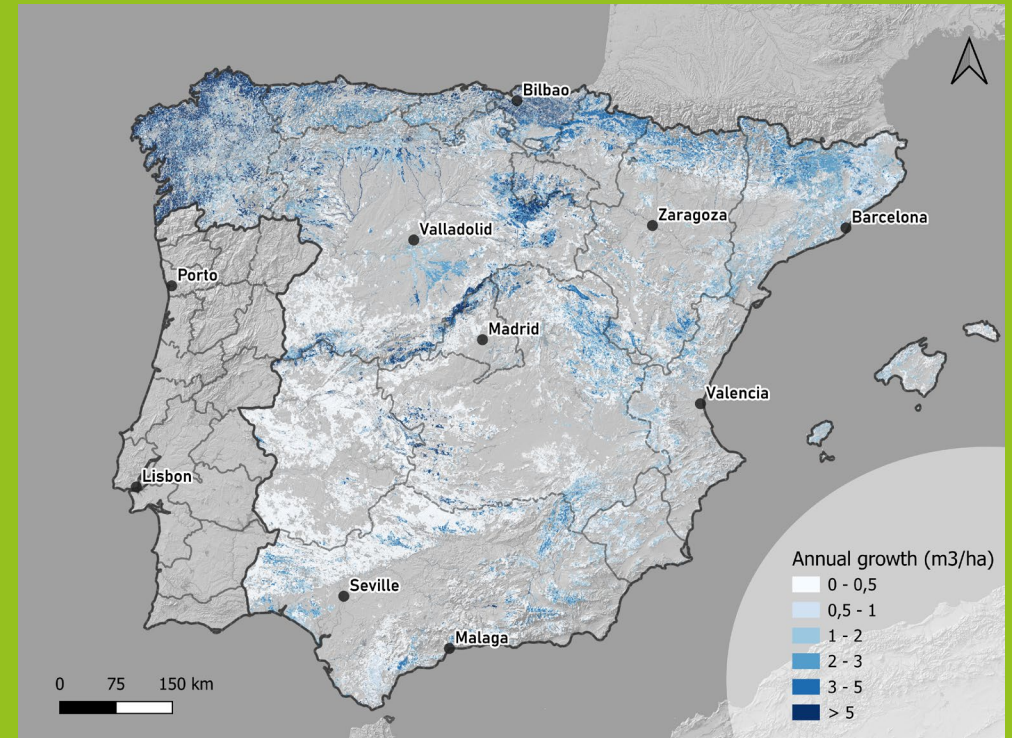 Bilbao
Zaragoza
Barcelona
Valladolid
Porto
Madrid
Valencia
Lisbon
Seville
Malaga
Annual growth (m3/ha)
0 - 0,5
0,5 - 1
1 - 2
2 - 3
3 - 5
> 5
0 75 150 km